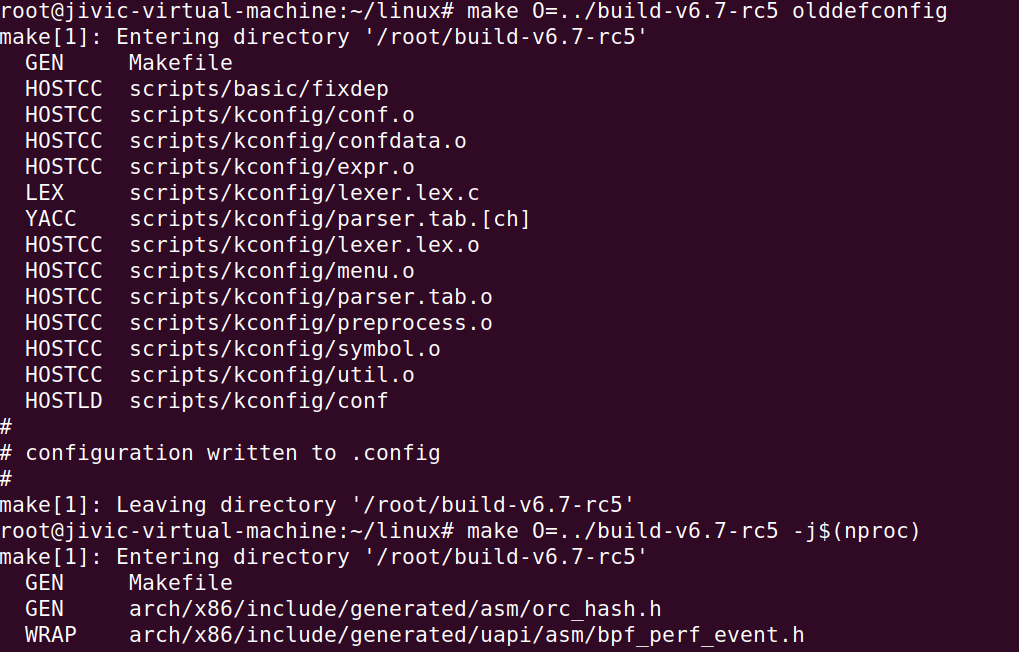 root@jivic-virtual-machine:~/linux# make O=../build-v6.7-rc5 olddefconfig
make[1]: Entering directory '/root/build-v6.7-rc5'
  GEN     Makefile
  HOSTCC  scripts/basic/fixdep
  HOSTCC  scripts/kconfig/conf.o
  HOSTCC  scripts/kconfig/confdata.o
  HOSTCC  scripts/kconfig/expr.o
  LEX     scripts/kconfig/lexer.lex.c
  YACC    scripts/kconfig/parser.tab.[ch]
  HOSTCC  scripts/kconfig/lexer.lex.o
  HOSTCC  scripts/kconfig/menu.o
  HOSTCC  scripts/kconfig/parser.tab.o
  HOSTCC  scripts/kconfig/preprocess.o
  HOSTCC  scripts/kconfig/symbol.o
  HOSTCC  scripts/kconfig/util.o
  HOSTLD  scripts/kconfig/conf
#
# configuration written to .config
#
make[1]: Leaving directory '/root/build-v6.7-rc5'
root@jivic-virtual-machine:~/linux# make O=../build-v6.7-rc5 -j$(nproc)
make[1]: Entering directory '/root/build-v6.7-rc5'
  GEN     Makefile
  GEN     arch/x86/include/generated/asm/orc_hash.h
  WRAP    arch/x86/include/generated/uapi/asm/bpf_perf_event.h